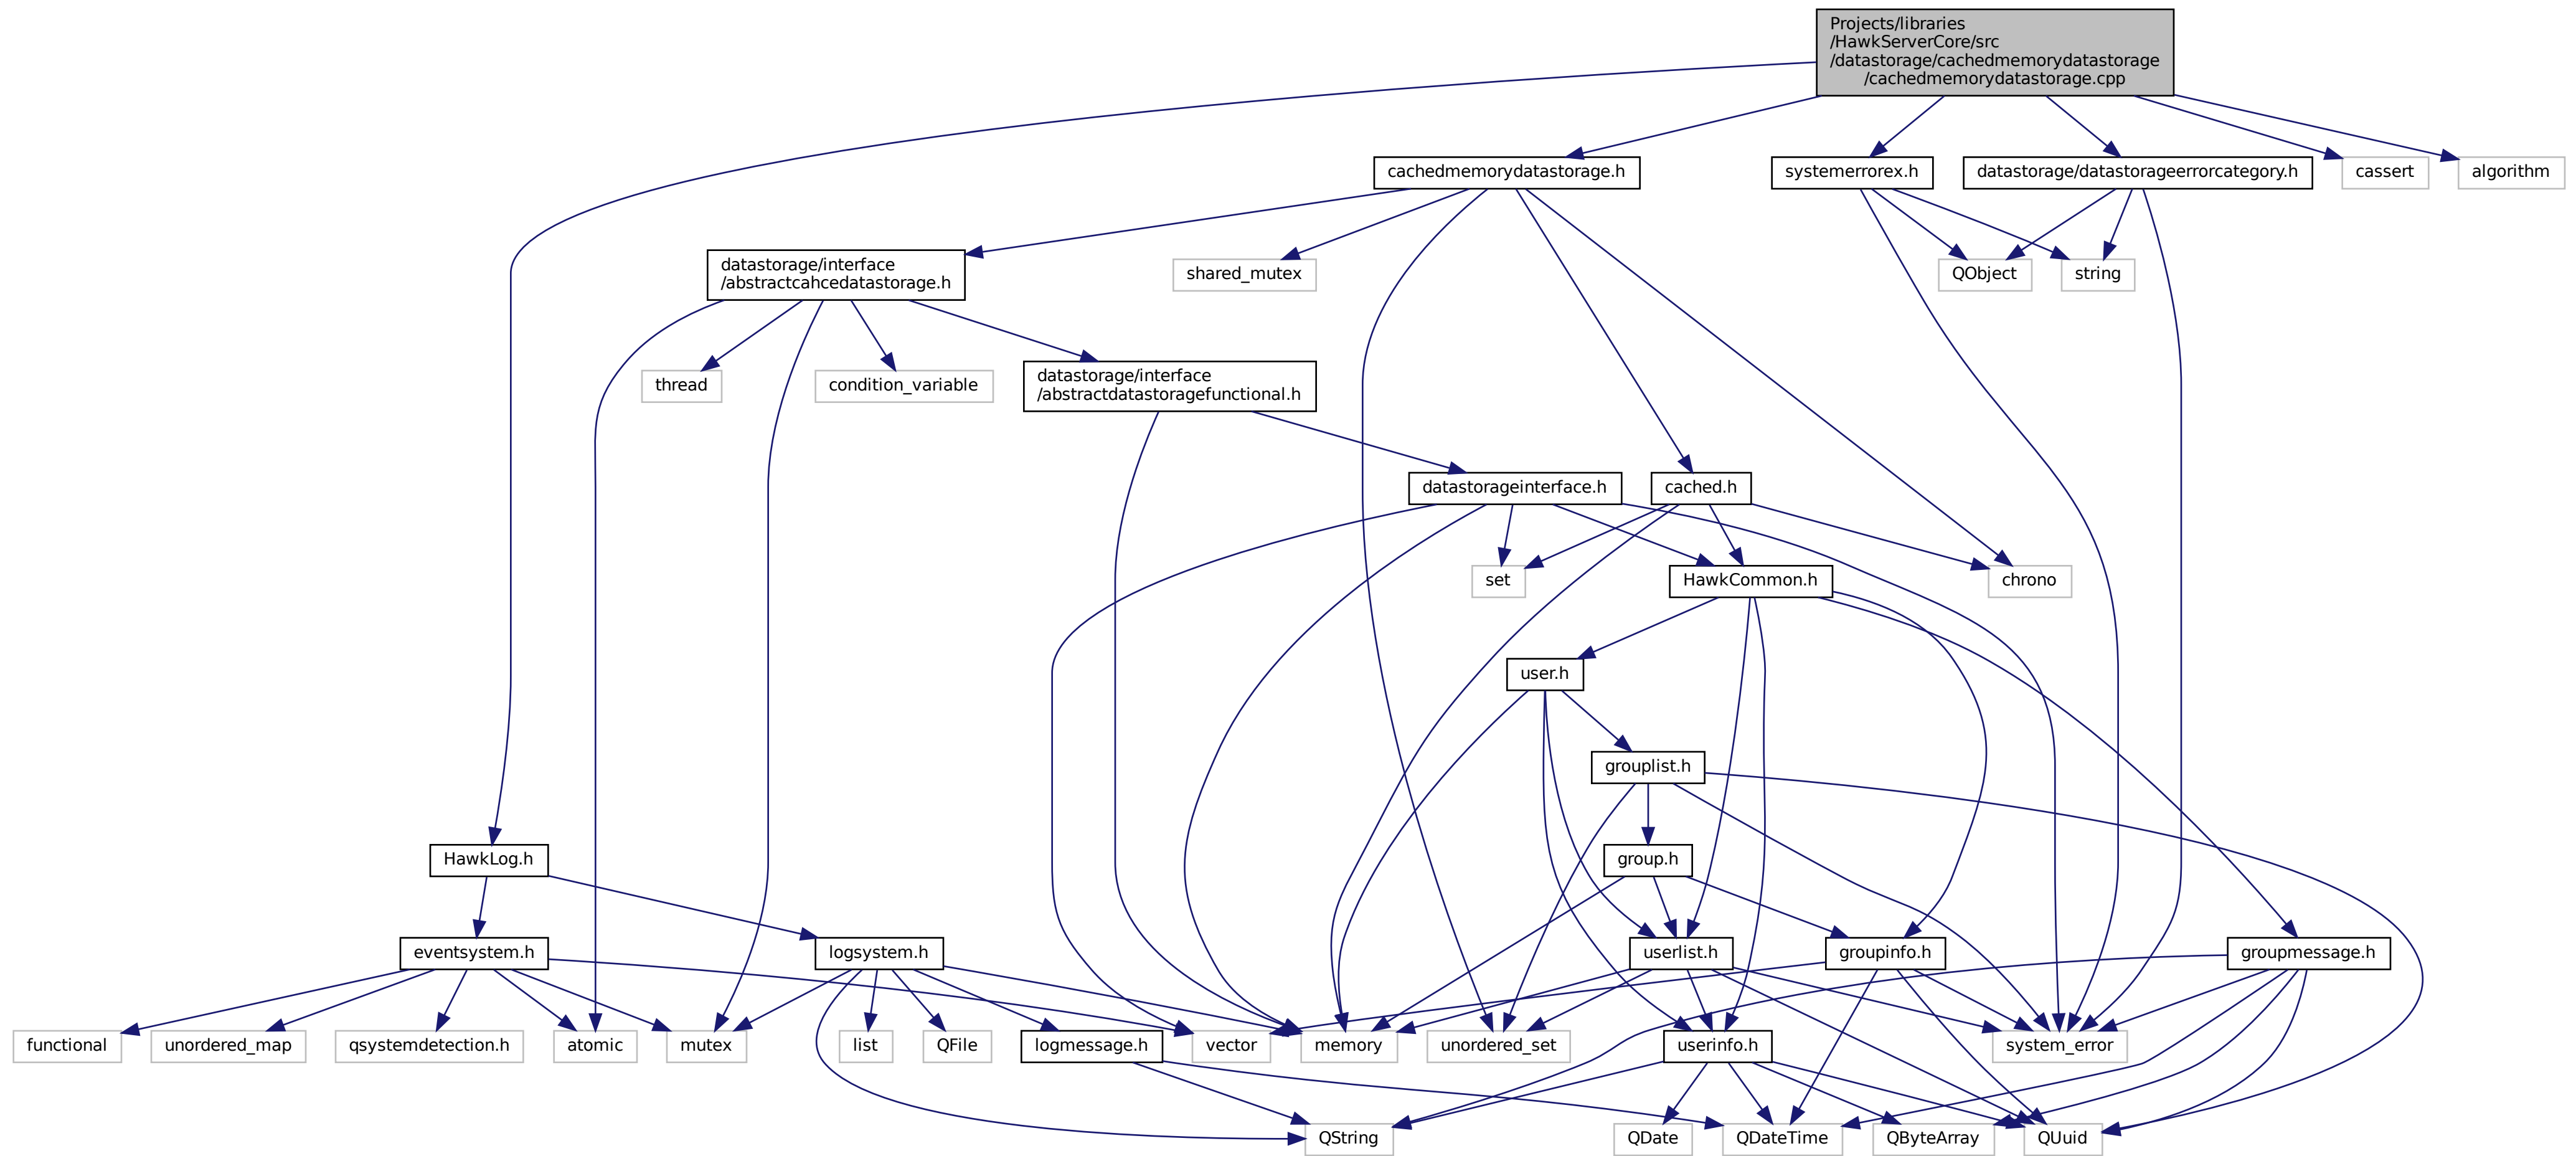 Projects/libraries
/HawkServerCore/src
/datastorage/cachedmemorydatastorage
/cachedmemorydatastorage.cpp
cachedmemorydatastorage.h
systemerrorex.h
datastorage/datastorageerrorcategory.h
cassert
algorithm
datastorage/interface
/abstractcahcedatastorage.h
shared_mutex
QObject
string
thread
condition_variable
datastorage/interface
/abstractdatastoragefunctional.h
datastorageinterface.h
cached.h
set
HawkCommon.h
chrono
user.h
grouplist.h
HawkLog.h
group.h
eventsystem.h
logsystem.h
userlist.h
groupinfo.h
groupmessage.h
functional
unordered_map
qsystemdetection.h
atomic
mutex
list
QFile
logmessage.h
vector
memory
unordered_set
userinfo.h
system_error
QString
QDate
QDateTime
QByteArray
QUuid